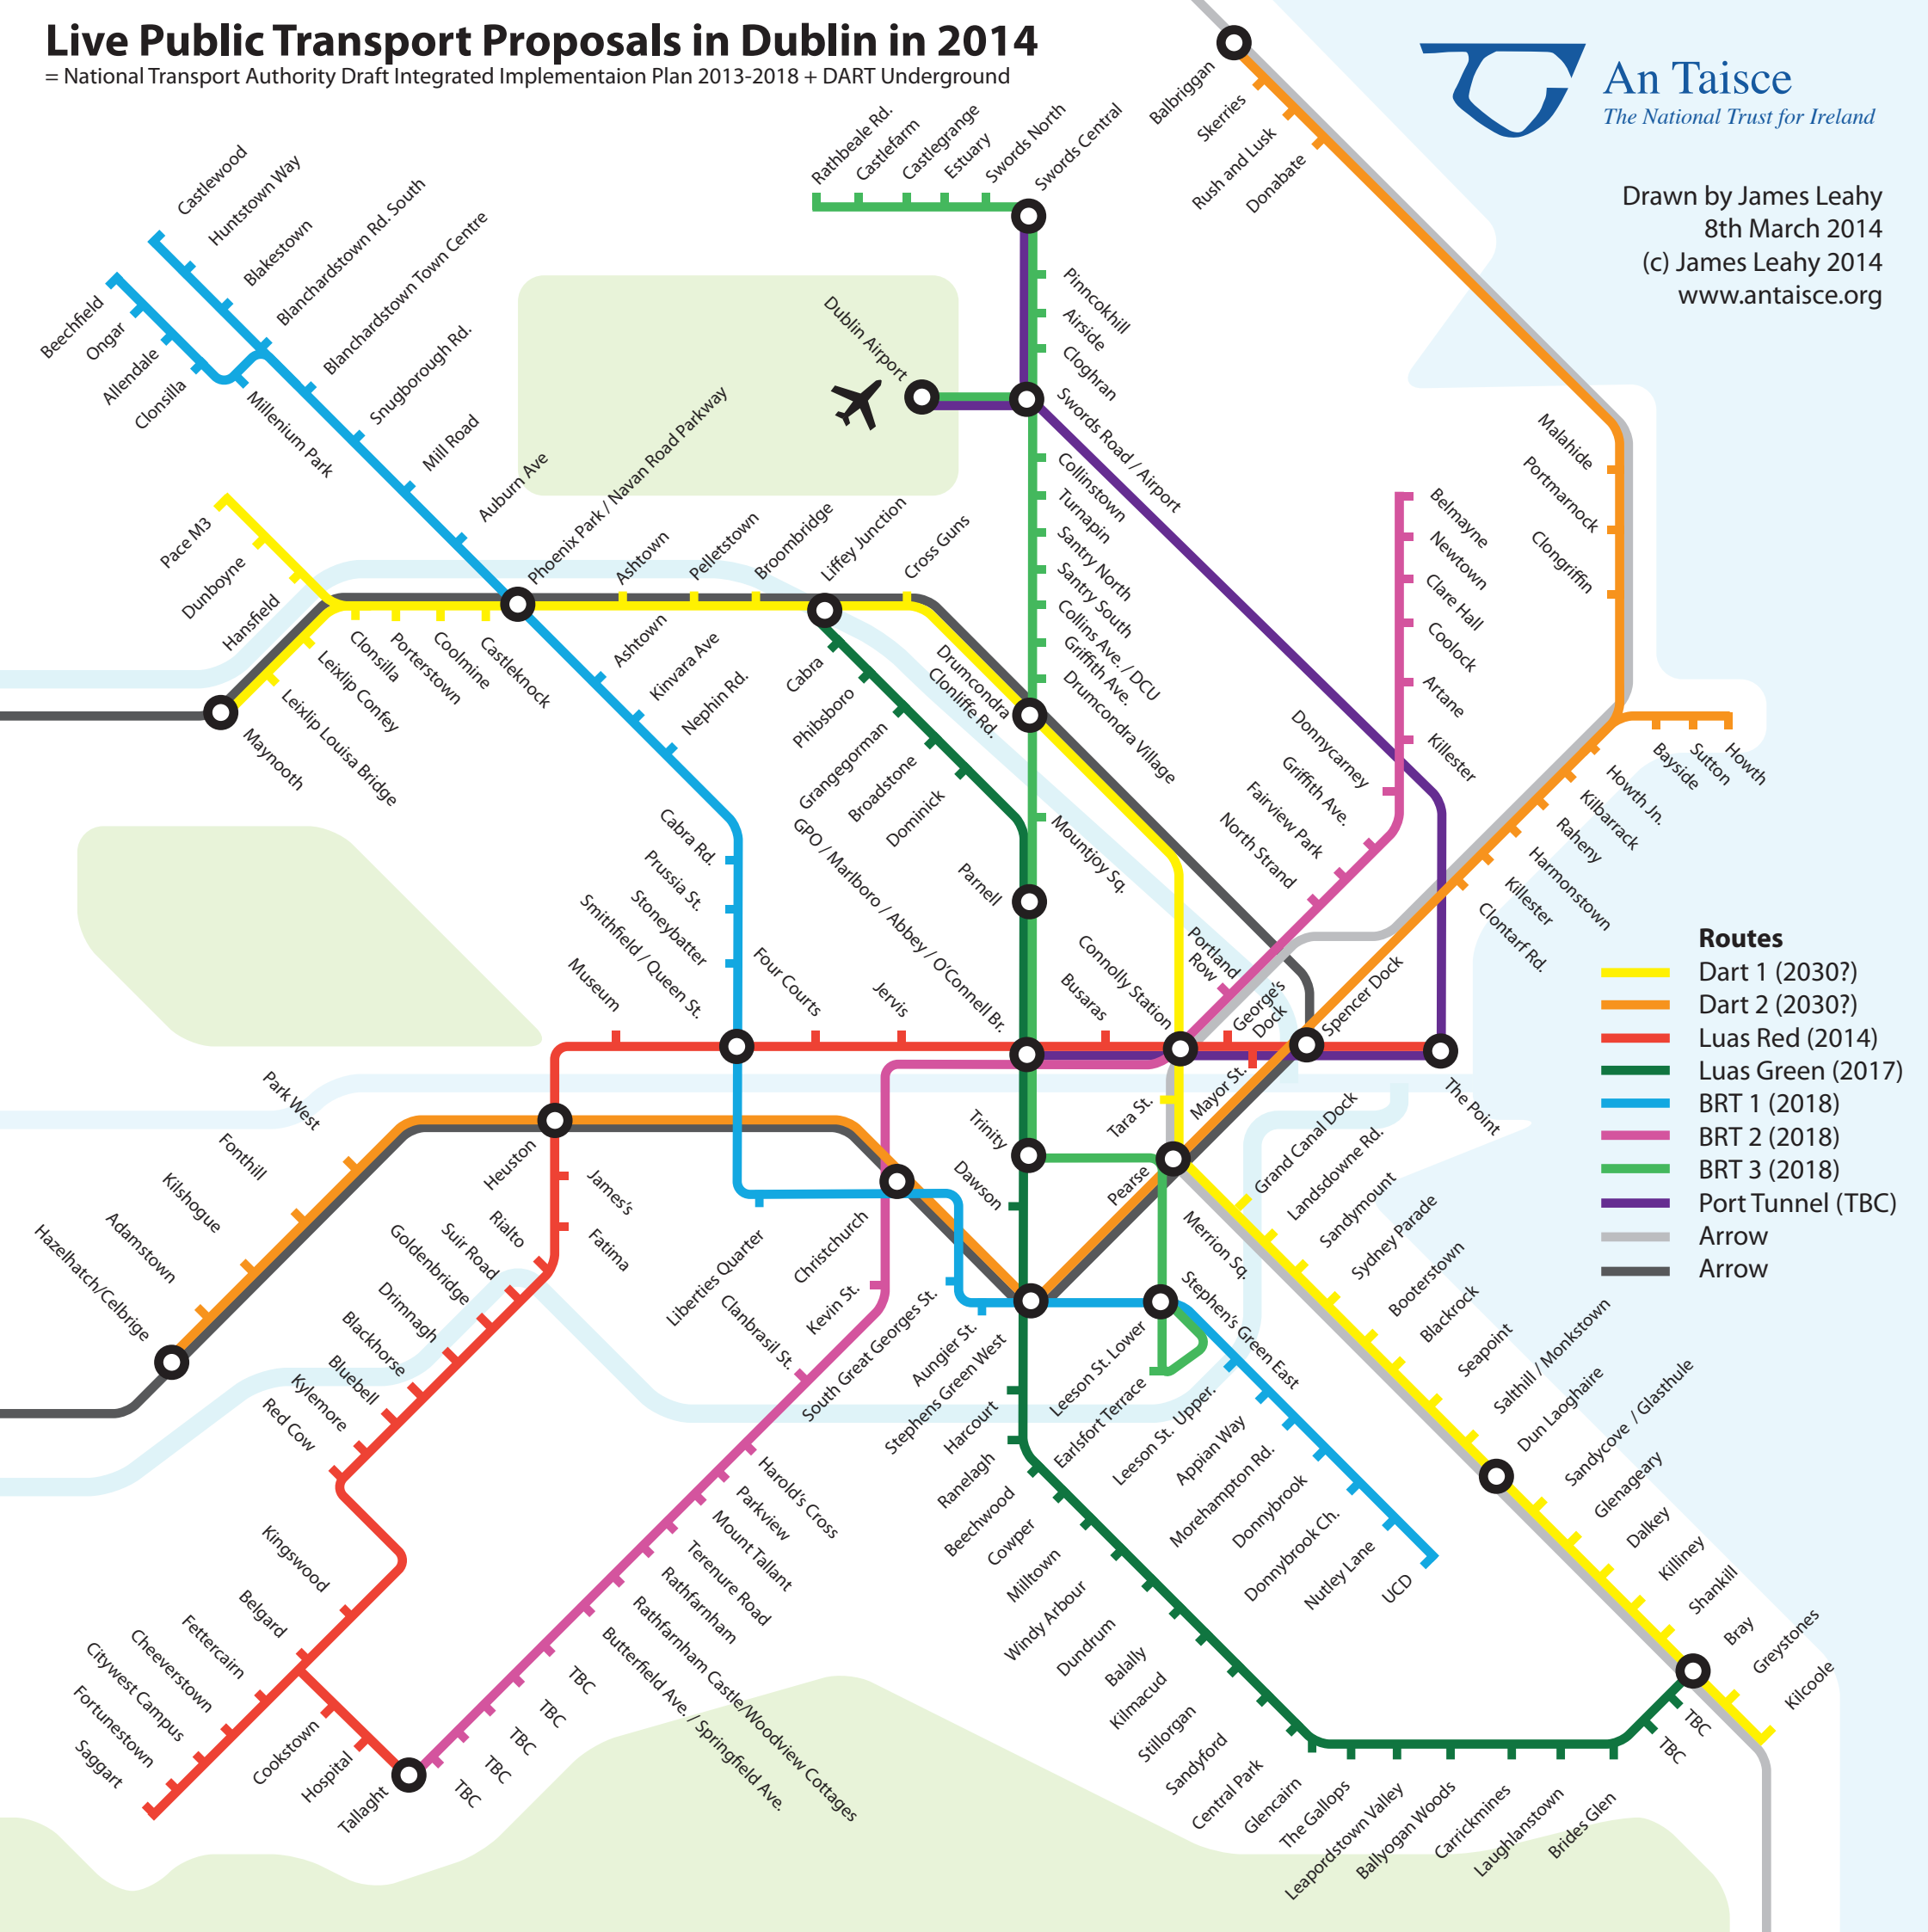 Live Public Transport Proposals in Dublin in 2014
= National Transport Authority Draft Integrated Implementaion Plan 2013-2018 + DART Underground
An Taisce
The National Trust for Ireland
Drawn by James Leahy
8th March 2014
(c) James Leahy 2014
www.antaisce.org
Balbriggan
Skerries
Rush and Lusk
Donabate
Rathbeale Rd.
Castlefarm
Castlegrange
Estuary
Swords North
Swords Central
Castlewood
Huntstown Way
Blakestown
Blanchardstown Rd. South
Blanchardstown Town Centre
Snugborough Rd.
Mill Road
Auburn Ave
Phoenix Park / Navan Road Parkway
Beechfield
Ongar
Allendale
Clonsilla
Millenium Park
Dublin Airport
Pinncokhill
Airside
Cloghran
Swords Road / Airport
Collinstown
Turnapin
Santry North
Santry South
Collins Ave. / DCU
Griffith Ave.
Drumcondra Village
Malahide
Portmarnock
Clongriffin
Belmayne
Newtown
Clare Hall
Coolock
Artane
Killester
Donnycarney
Griffith Ave.
Fairview Park
North Strand
Pace M3
Dunboyne
Hansfield
Clonsilla
Porterstown
Coolmine
Castleknock
Leixlip Confey
Leixlip Louisa Bridge
Maynooth
Ashtown
Pelletstown
Broombridge
Liffey Junction
Cross Guns
Drumcondra
Clonliffe Rd.
Ashtown
Kinvara Ave
Nephin Rd.
Cabra
Phibsboro
Grangegorman
Broadstone
Dominick
Howth
Sutton
Bayside
Howth Jn.
Kilbarrack
Raheny
Harmonstown
Killester
Clontarf Rd.
Cabra Rd.
Prussia St.
Stoneybatter
Smithfield / Queen St.
Museum
Four Courts
Jervis
GPO / Marlboro / Abbey / O'Connell Br.
Parnell
Mountjoy Sq.
Busaras
Connolly Station
Portland
Row
George's
Dock
Spencer Dock
Mayor St.
The Point
Tara St.
Routes
Dart 1 (2030?)
Dart 2 (2030?)
Luas Red (2014)
Luas Green (2017)
BRT 1 (2018)
BRT 2 (2018)
BRT 3 (2018)
Port Tunnel (TBC)
Arrow
Arrow
Park West
Fonthill
Kilshogue
Adamstown
Hazelhatch/Celbrige
Heuston
James's
Fatima
Rialto
Suir Road
Goldenbridge
Drimnagh
Blackhorse
Bluebell
Kylemore
Red Cow
Kingswood
Belgard
Fettercairn
Cheeverstown
Citywest Campus
Fortunestown
Saggart
Cookstown
Hospital
Tallaght
Liberties Quarter
Christchurch
Kevin St.
Clanbrasil St.
South Great Georges St.
Aungier St.
Stephens Green West
Trinity
Dawson
Pearse
Merrion Sq.
Stephen's Green East
Leeson St. Lower
Earlsfort Terrace
Leeson St. Upper.
Appian Way
Morehampton Rd.
Donnybrook
Donnybrook Ch.
Nutley Lane
UCD
Harold's Cross
Parkview
Mount Tallant
Terenure Road
Rathfarnham
Rathfarnham Castle/Woodview Cottages
Butterfield Ave. / Springfield Ave.
TBC
TBC
TBC
TBC
TBC
Harcourt
Ranelagh
Beechwood
Cowper
Milltown
Windy Arbour
Dundrum
Balally
Kilmacud
Stillorgan
Sandyford
Central Park
Glencairn
The Gallops
Leapordstown Valley
Ballyogan Woods
Carrickmines
Laughlanstown
Brides Glen
TBC
TBC
Grand Canal Dock
Landsdowne Rd.
Sandymount
Sydney Parade
Booterstown
Blackrock
Seapoint
Salthill / Monkstown
Dun Laoghaire
Sandycove / Glasthule
Glenageary
Dalkey
Killiney
Shankill
Bray
Greystones
Kilcoole